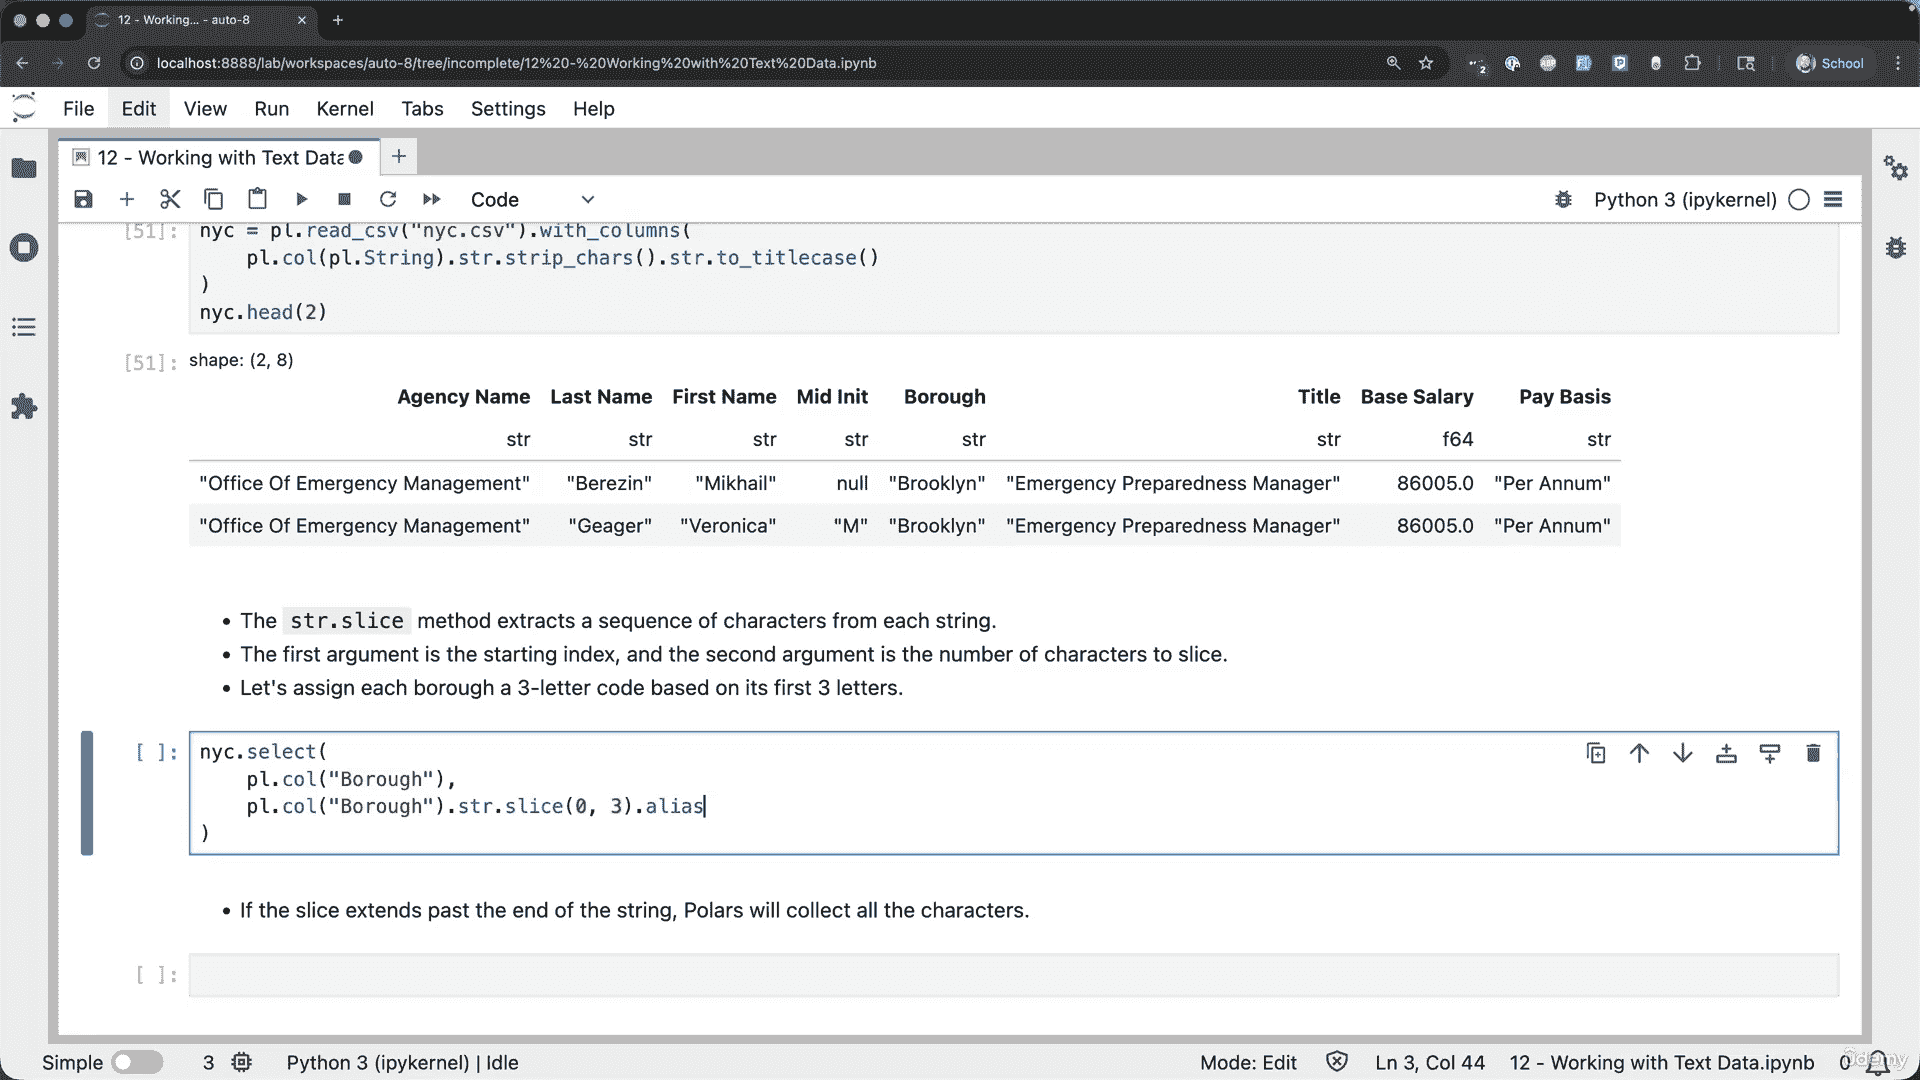 12 - Working... - auto-8
localhost:8888/lab/workspaces/auto-8/tree/incomplete/12%20-%20Working%20with%20Text%20Data.ipynb
2
ABP
School
File Edit View Run Kernel Tabs Settings Help
12 - Working with Text Data
Code
Python 3 (ipykernel)
[51]: nyc = pl.read_csv("nyc.csv").with_columns(
pl.col(pl.String).str.strip_chars().str.to_titlecase()
)
nyc.head(2)
[51]: shape: (2, 8)
Agency Name Last Name First Name Mid Init Borough Title Base Salary Pay Basis
str str str str str str f64 str
"Office Of Emergency Management" "Berezin" "Mikhail" null "Brooklyn" "Emergency Preparedness Manager" 86005.0 "Per Annum"
"Office Of Emergency Management" "Geager" "Veronica" "M" "Brooklyn" "Emergency Preparedness Manager" 86005.0 "Per Annum"
• The str.slice method extracts a sequence of characters from each string.
• The first argument is the starting index, and the second argument is the number of characters to slice.
• Let's assign each borough a 3-letter code based on its first 3 letters.
[ ]: nyc.select(
pl.col("Borough"),
pl.col("Borough").str.slice(0, 3).alias
)
• If the slice extends past the end of the string, Polars will collect all the characters.
[ ]:
Simple 3 Python 3 (ipykernel) | Idle Mode: Edit Ln 3, Col 44 12 - Working with Text Data.ipynb 0
udemy